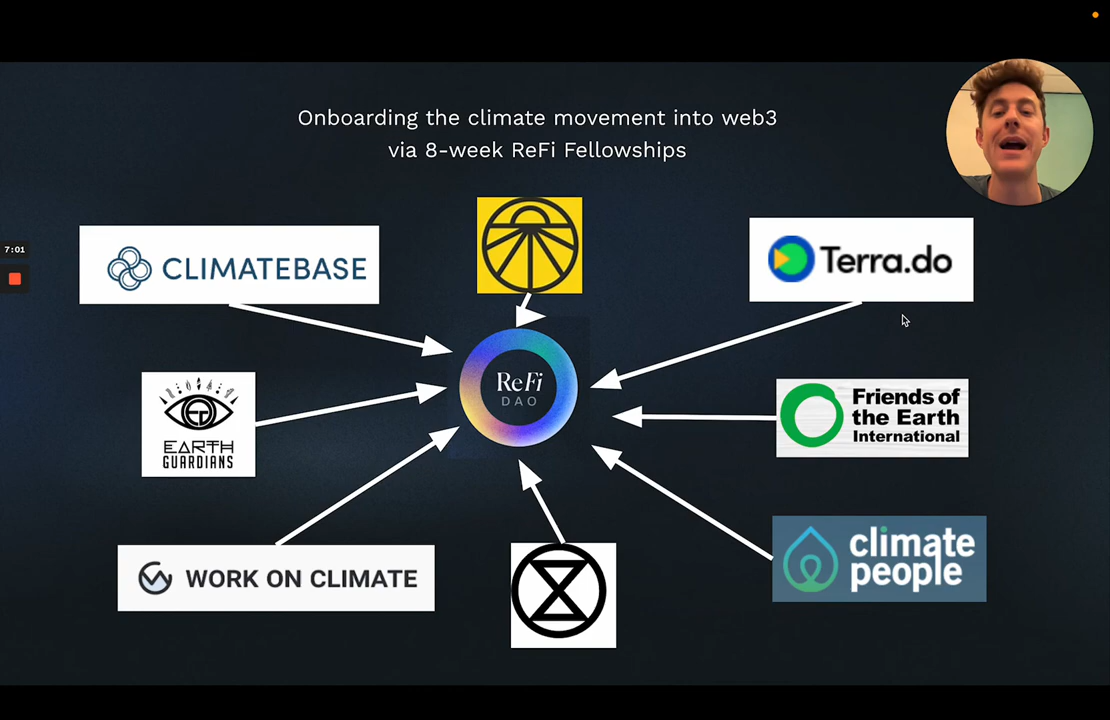 Onboarding the climate movement into web3
via 8-week ReFi Fellowships
CLIMATEBASE
Terra.do
7:01
ReFi
DAO
EARTH
GUARDIANS
Friends of
the Earth
International
WORK ON CLIMATE
climate
people